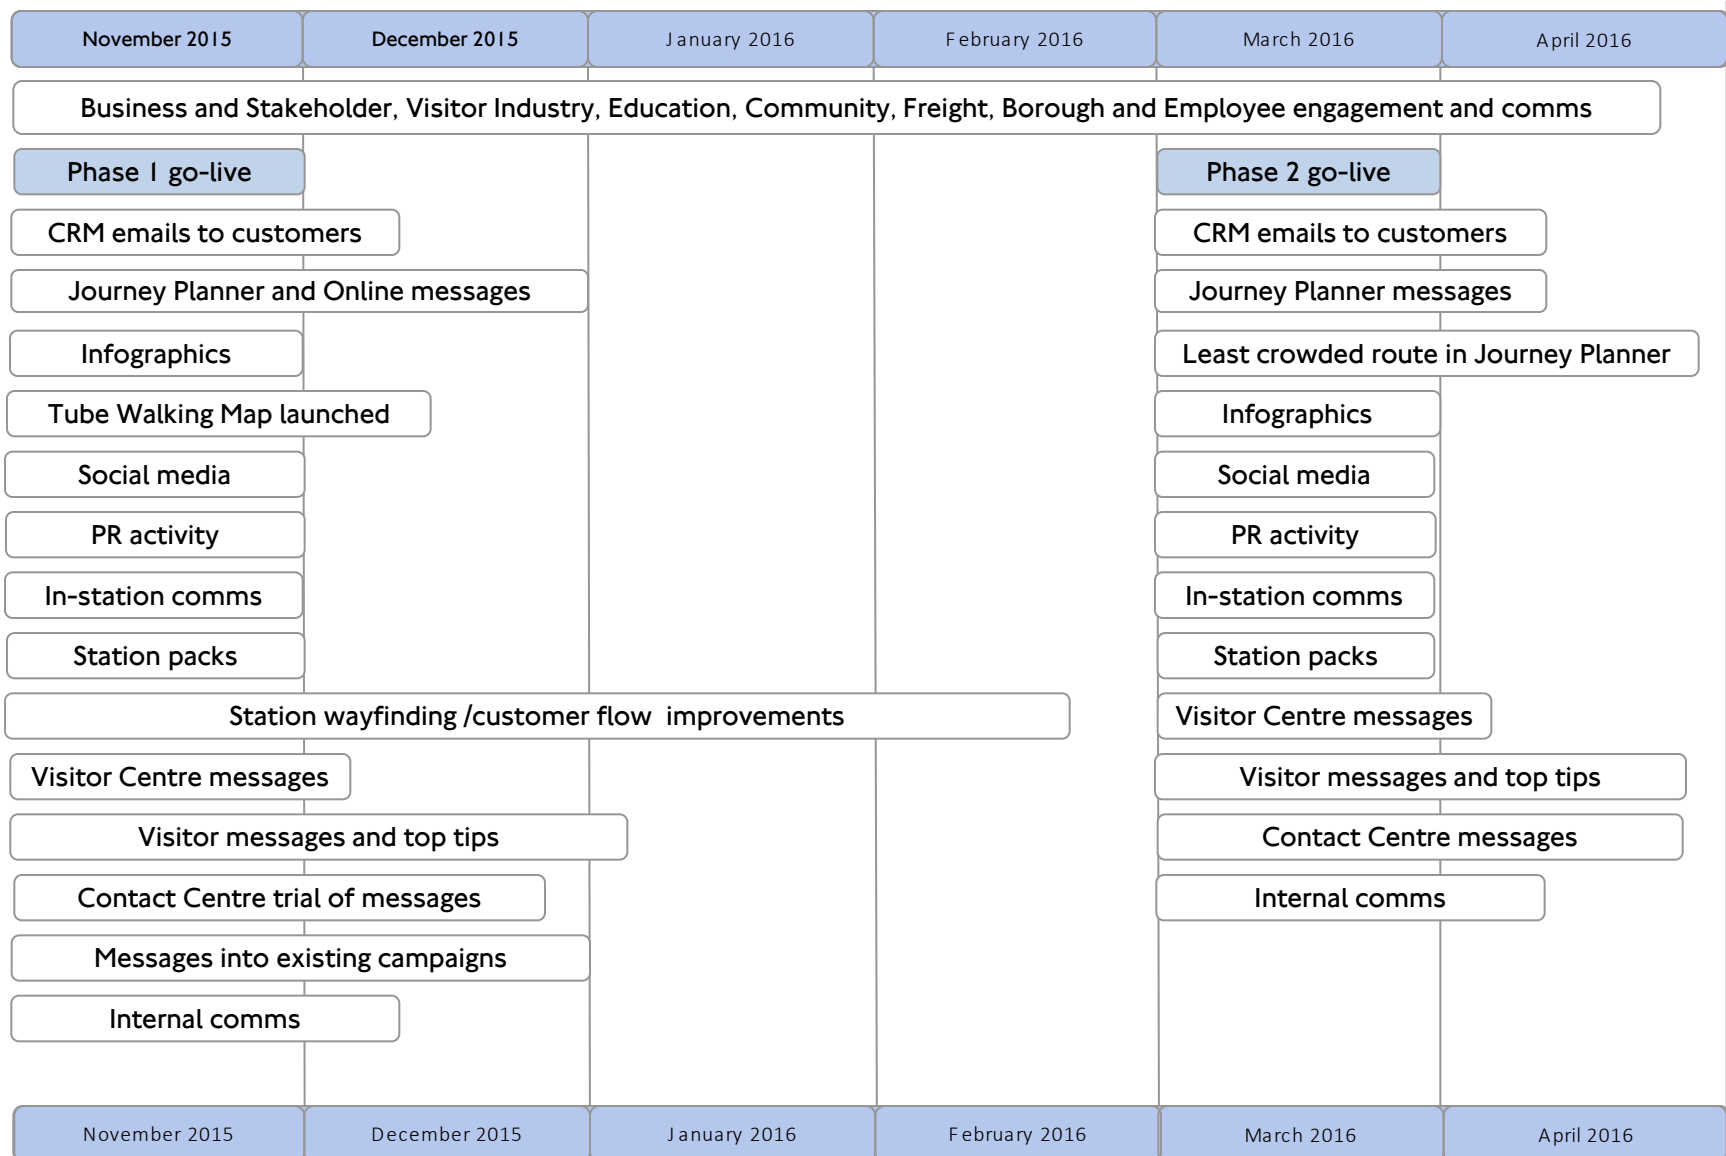 November 2015 December 2015 January 2016 February 2016 March 2016 April 2016
Business and Stakeholder, Visitor Industry, Education, Community, Freight, Borough and Employee engagement and comms
Phase 1 go-live Phase 2 go-live
CRM emails to customers CRM emails to customers
Journey Planner and Online messages Journey Planner messages
Infographics Least crowded route in Journey Planner
Tube Walking Map launched Infographics
Social media Social media
PR activity PR activity
In-station comms In-station comms
Station packs Station packs
Station wayfinding /customer flow improvements Visitor Centre messages
Visitor Centre messages Visitor messages and top tips
Visitor messages and top tips Contact Centre messages
Contact Centre trial of messages Internal comms
Messages into existing campaigns
Internal comms
November 2015 December 2015 January 2016 February 2016 March 2016 April 2016